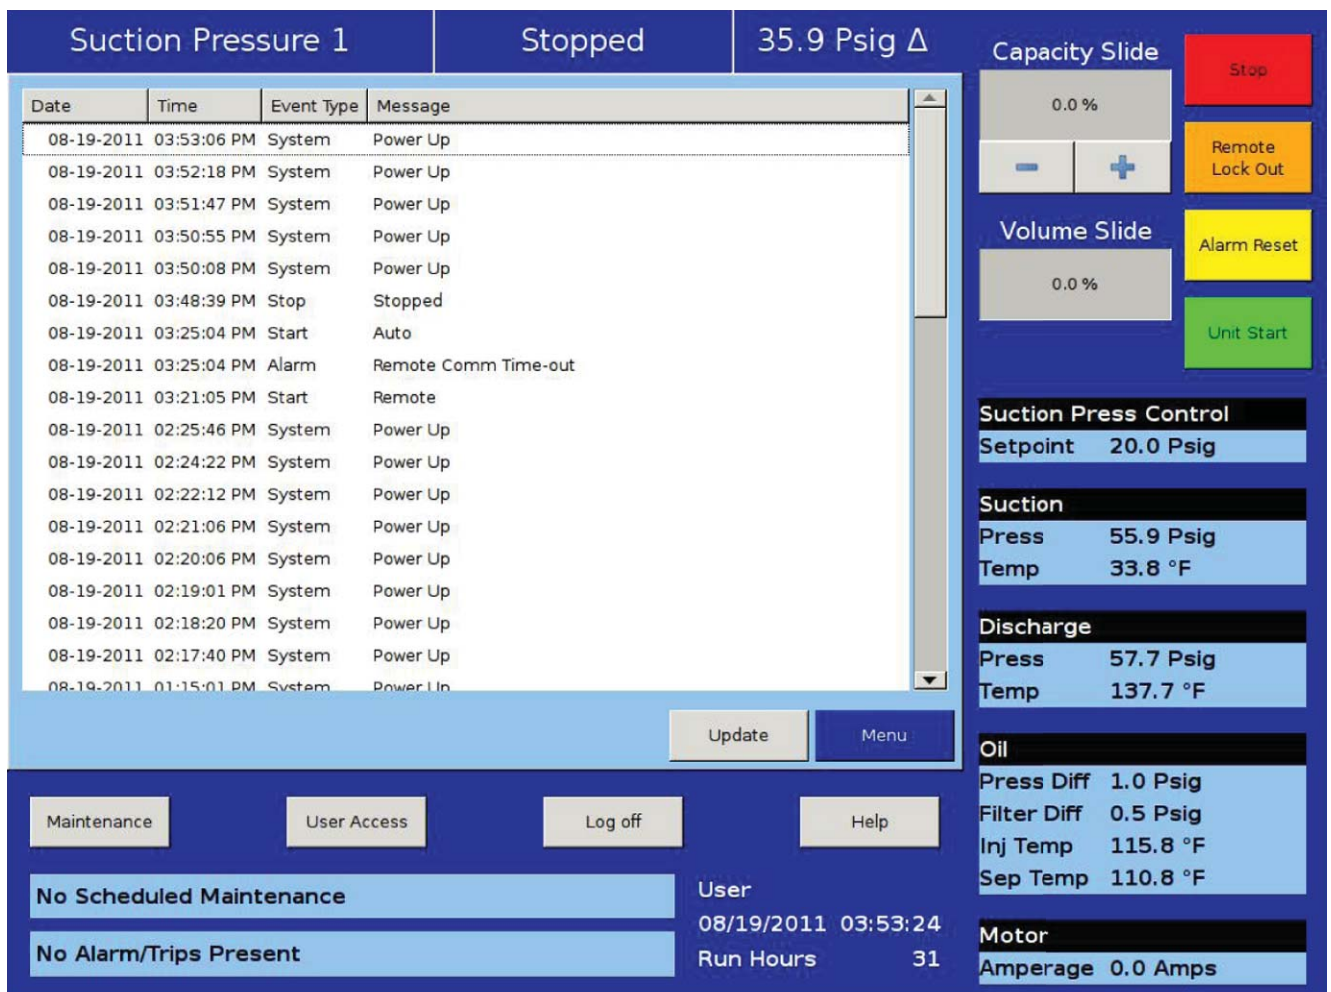 Suction Pressure 1 Stopped 35.9 Psig Δ
Date Time Event Type Message
08-19-2011 03:53:06 PM System Power Up
08-19-2011 03:52:18 PM System Power Up
08-19-2011 03:51:47 PM System Power Up
08-19-2011 03:50:55 PM System Power Up
08-19-2011 03:50:08 PM System Power Up
08-19-2011 03:48:39 PM Stop Stopped
08-19-2011 03:25:04 PM Start Auto
08-19-2011 03:25:04 PM Alarm Remote Comm Time-out
08-19-2011 03:21:05 PM Start Remote
08-19-2011 02:25:46 PM System Power Up
08-19-2011 02:24:22 PM System Power Up
08-19-2011 02:22:12 PM System Power Up
08-19-2011 02:21:06 PM System Power Up
08-19-2011 02:20:06 PM System Power Up
08-19-2011 02:19:01 PM System Power Up
08-19-2011 02:18:20 PM System Power Up
08-19-2011 02:17:40 PM System Power Up
08-19-2011 01:15:01 PM System Power Up
Update Menu
Maintenance User Access Log off Help
No Scheduled Maintenance
No Alarm/Trips Present
User
08/19/2011 03:53:24
Run Hours 31
Capacity Slide
0.0 %
Volume Slide
0.0 %
Stop
Remote
Lock Out
Alarm Reset
Unit Start
Suction Press Control
Setpoint 20.0 Psig
Suction
Press 55.9 Psig
Temp 33.8 °F
Discharge
Press 57.7 Psig
Temp 137.7 °F
Oil
Press Diff 1.0 Psig
Filter Diff 0.5 Psig
Inj Temp 115.8 °F
Sep Temp 110.8 °F
Motor
Amperage 0.0 Amps